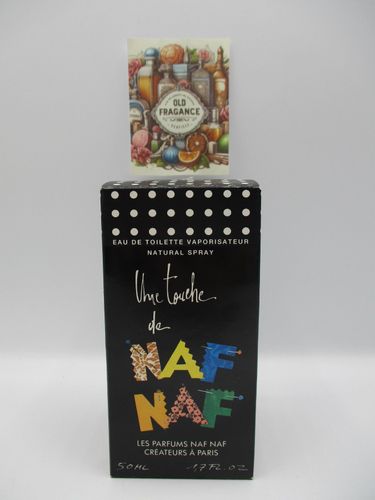 OLD
FRAGANCE
EAU DE TOILETTE VAPORISATEUR
NATURAL SPRAY
Une touche
de
NAF
NAF
LES PARFUMS NAF NAF
CRÉATEURS À PARIS
50 ML 1,7 FL. OZ